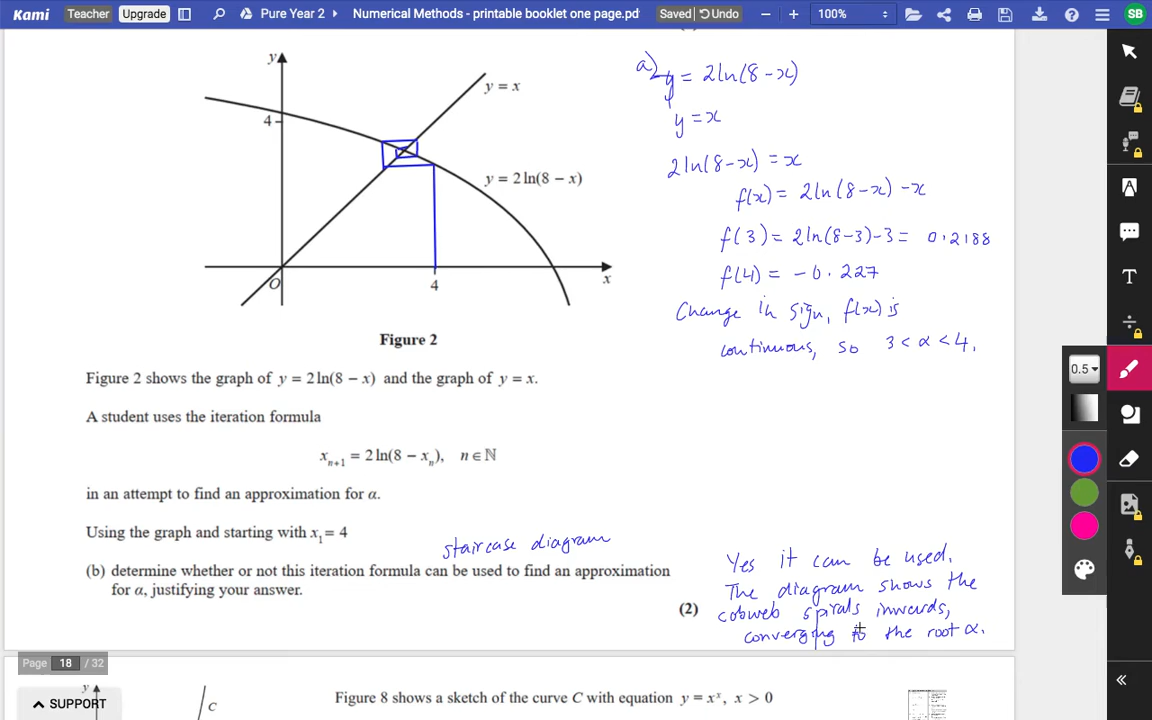 Kami Teacher Upgrade Pure Year 2 Numerical Methods - printable booklet one page.pdf Saved Undo 100% SB
y
y = x
4
y = 2 ln(8 − x)
O
4
x
Figure 2
a) y = 2ln(8-x)
y = x
2ln(8-x) = x
f(x) = 2ln(8-x) -x
f(3) = 2ln(8-3)-3 = 0.2188
f(4) = -0.227
Change in sign, f(x) is
continuous, so 3 < α < 4.
Figure 2 shows the graph of y = 2 ln(8 − x) and the graph of y = x.
A student uses the iteration formula
xₙ₊₁ = 2 ln(8 − xₙ), n ∈ ℕ
in an attempt to find an approximation for α.
Using the graph and starting with x₁ = 4
staircase diagram
(b) determine whether or not this iteration formula can be used to find an approximation
for α, justifying your answer.
(2)
Yes it can be used.
The diagram shows the
cobweb spirals inwards,
converging to the root α.
0.5
T
Page 18 / 32
SUPPORT
y
C
Figure 8 shows a sketch of the curve C with equation y = xˣ, x > 0